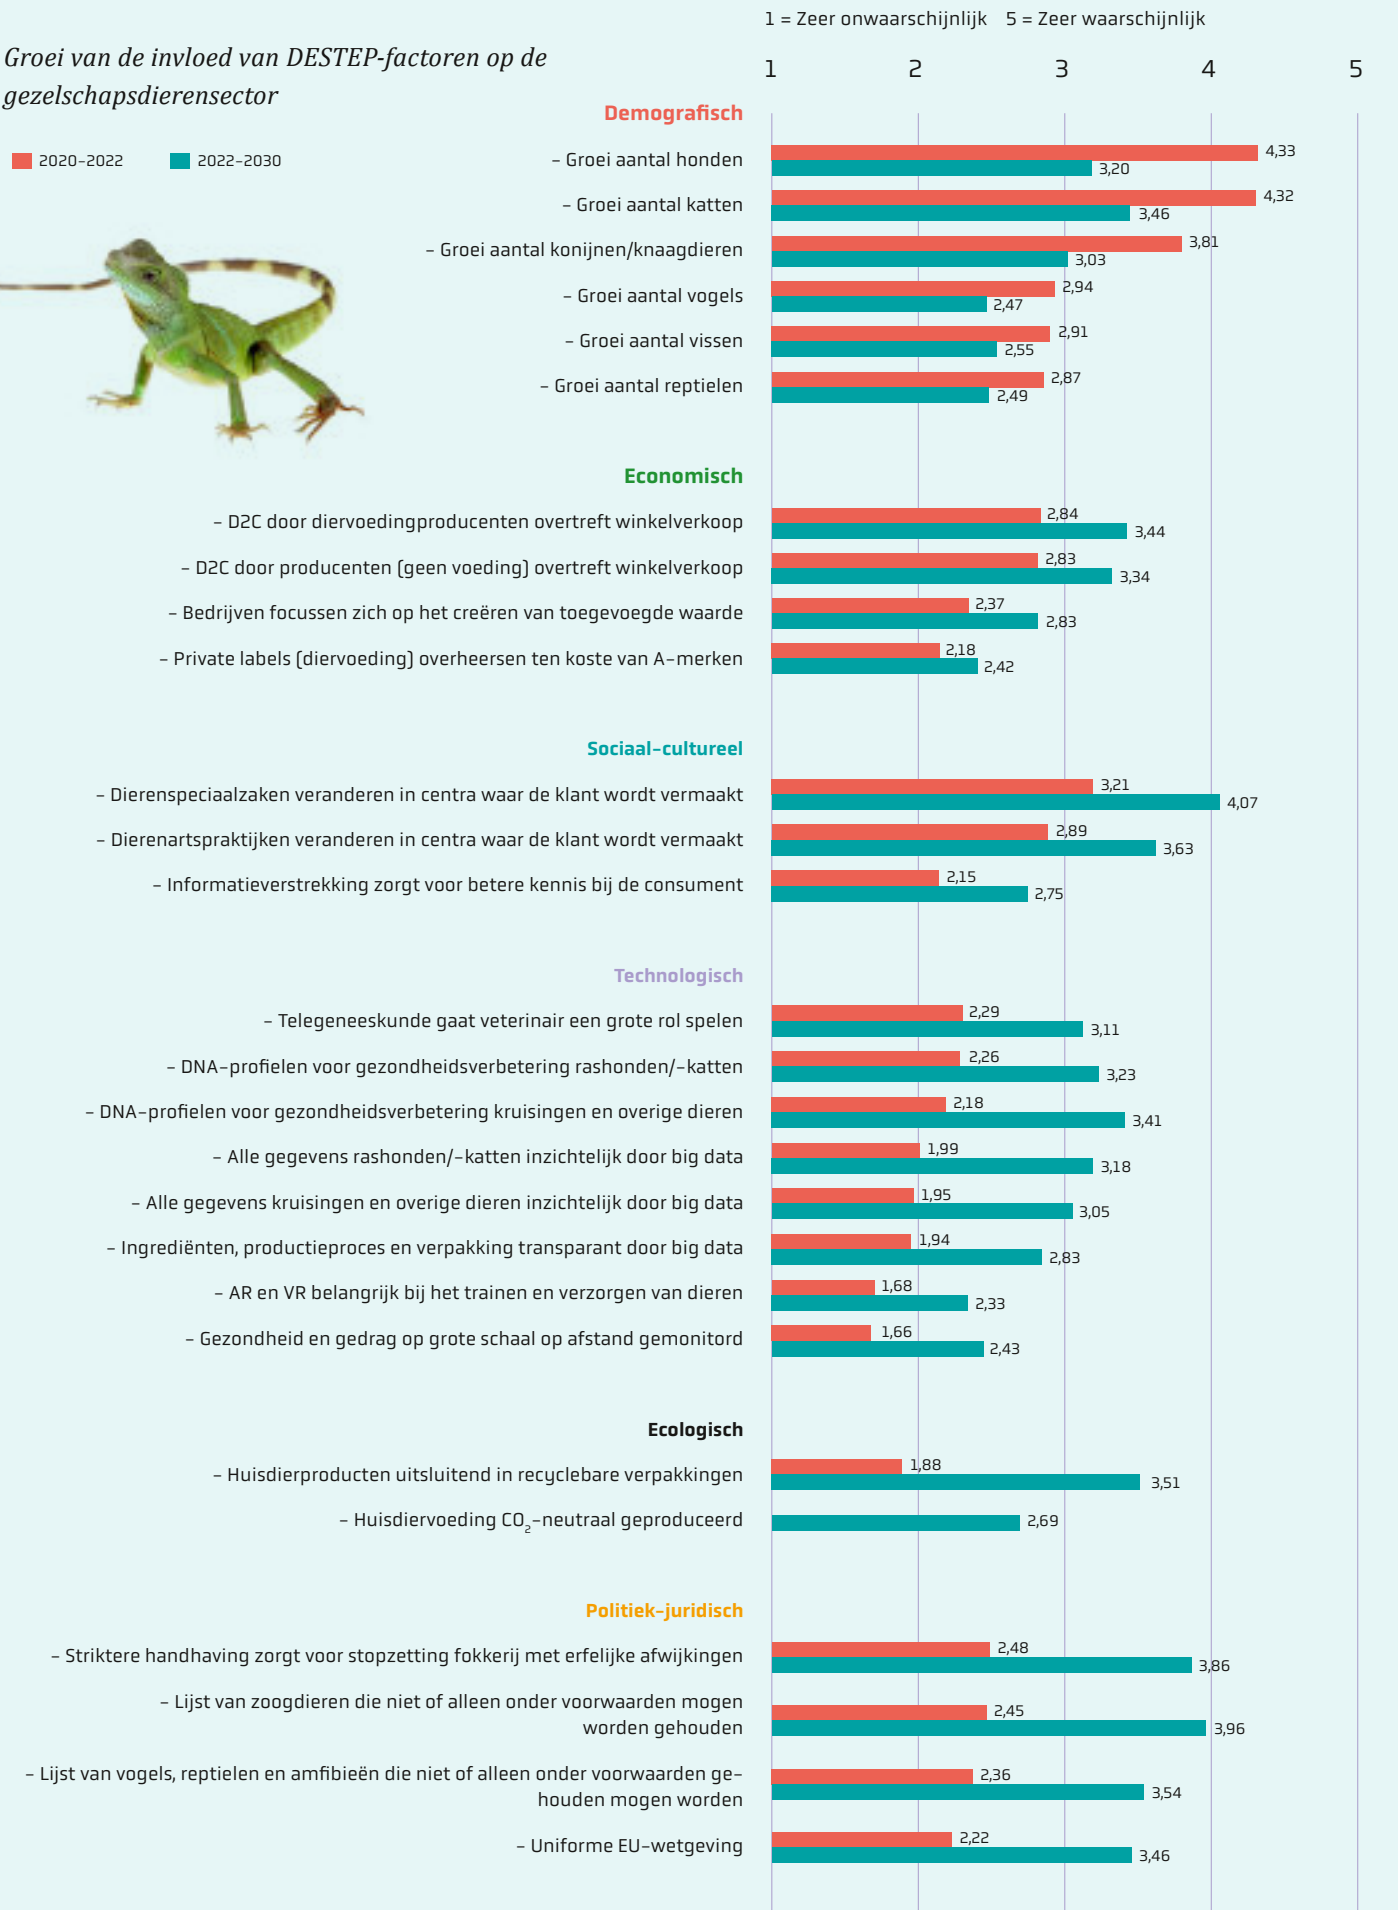 1 = Zeer onwaarschijnlijk 5 = Zeer waarschijnlijk
Groei van de invloed van DESTEP-factoren op de
gezelschapsdierensector
1 2 3 4 5
2020-2022 2022-2030
Demografisch
– Groei aantal honden 4,33 3,20
– Groei aantal katten 4,32 3,46
– Groei aantal konijnen/knaagdieren 3,81 3,03
– Groei aantal vogels 2,94 2,47
– Groei aantal vissen 2,91 2,55
– Groei aantal reptielen 2,87 2,49
Economisch
– D2C door diervoedingproducenten overtreft winkelverkoop 2,84 3,44
– D2C door producenten (geen voeding) overtreft winkelverkoop 2,83 3,34
– Bedrijven focussen zich op het creëren van toegevoegde waarde 2,37 2,83
– Private labels (diervoeding) overheersen ten koste van A-merken 2,18 2,42
Sociaal-cultureel
– Dierenspeciaalzaken veranderen in centra waar de klant wordt vermaakt 3,21 4,07
– Dierenartspraktijken veranderen in centra waar de klant wordt vermaakt 2,89 3,63
– Informatieverstrekking zorgt voor betere kennis bij de consument 2,15 2,75
Technologisch
– Telegeneeskunde gaat veterinair een grote rol spelen 2,29 3,11
– DNA-profielen voor gezondheidsverbetering rashonden/-katten 2,26 3,23
– DNA-profielen voor gezondheidsverbetering kruisingen en overige dieren 2,18 3,41
– Alle gegevens rashonden/-katten inzichtelijk door big data 1,99 3,18
– Alle gegevens kruisingen en overige dieren inzichtelijk door big data 1,95 3,05
– Ingrediënten, productieproces en verpakking transparant door big data 1,94 2,83
– AR en VR belangrijk bij het trainen en verzorgen van dieren 1,68 2,33
– Gezondheid en gedrag op grote schaal op afstand gemonitord 1,66 2,43
Ecologisch
– Huisdierproducten uitsluitend in recyclebare verpakkingen 1,88 3,51
– Huisdiervoeding CO₂-neutraal geproduceerd 2,69
Politiek-juridisch
– Striktere handhaving zorgt voor stopzetting fokkerij met erfelijke afwijkingen 2,48 3,86
– Lijst van zoogdieren die niet of alleen onder voorwaarden mogen
worden gehouden 2,45 3,96
– Lijst van vogels, reptielen en amfibieën die niet of alleen onder voorwaarden ge-
houden mogen worden 2,36 3,54
– Uniforme EU-wetgeving 2,22 3,46